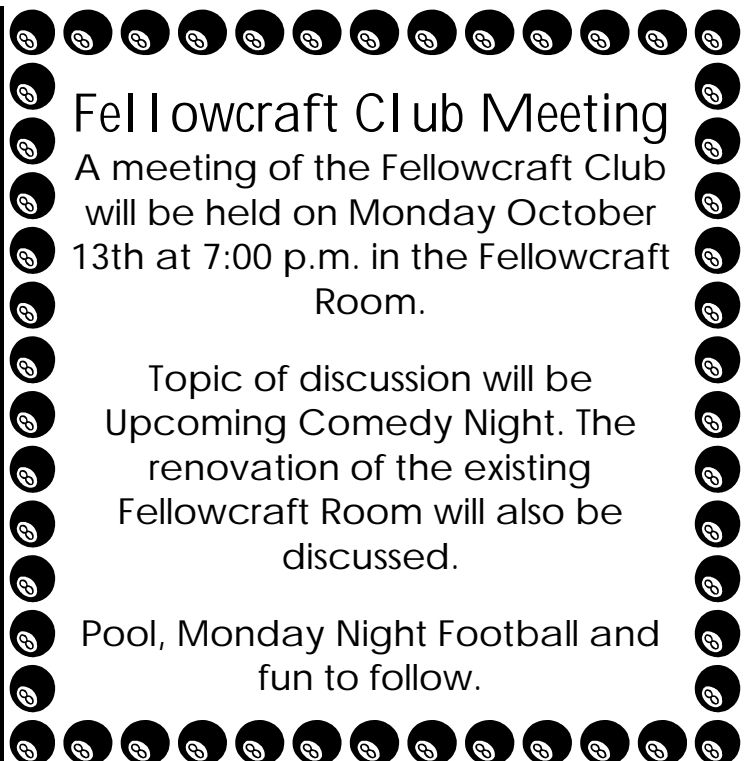 Fellowcraft Club Meeting
A meeting of the Fellowcraft Club
will be held on Monday October
13th at 7:00 p.m. in the Fellowcraft
Room.
Topic of discussion will be
Upcoming Comedy Night. The
renovation of the existing
Fellowcraft Room will also be
discussed.
Pool, Monday Night Football and
fun to follow.